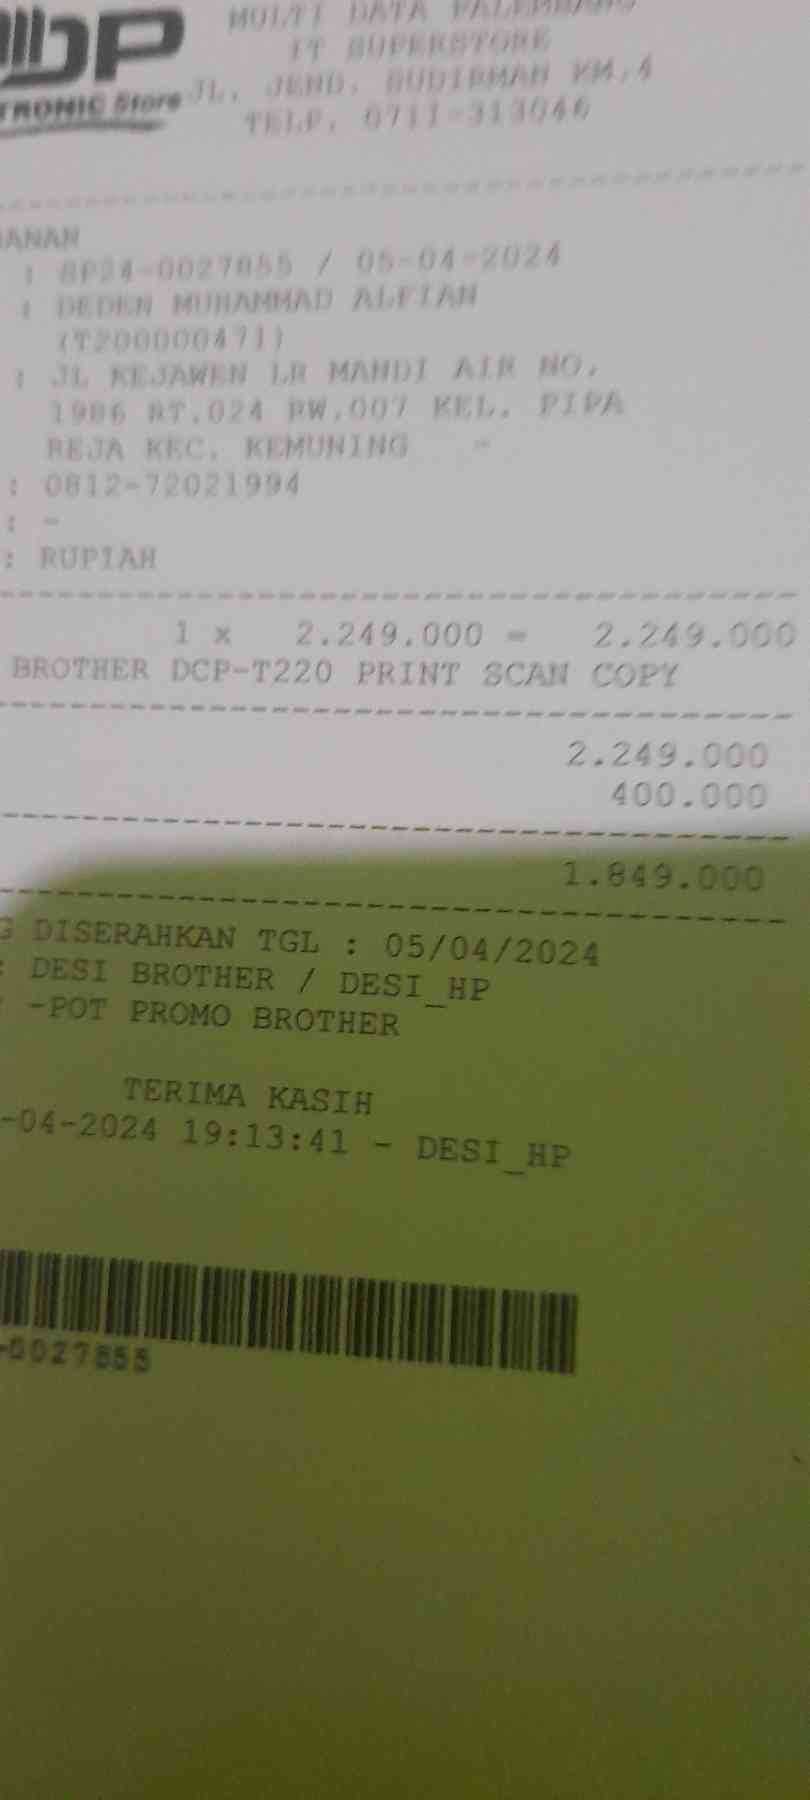 DP
MULTI DATA PALEMBANG
IT SUPERSTORE
TRONIC Store
JL. JEND. SUDIRMAN KM.4
TELP. 0711-313046
ANAN
: SP24-0027855 / 05-04-2024
: DEDEN MUHAMMAD ALFIAN
(T200000471)
: JL KEJAWEN LR MANDI AIR NO.
1986 RT.024 RW.007 KEL. PIPA
REJA KEC. KEMUNING -
: 0812-72021994
: -
: RUPIAH
1 x 2.249.000 = 2.249.000
BROTHER DCP-T220 PRINT SCAN COPY
2.249.000
400.000
1.849.000
G DISERAHKAN TGL : 05/04/2024
: DESI BROTHER / DESI_HP
: -POT PROMO BROTHER
TERIMA KASIH
-04-2024 19:13:41 - DESI_HP
-0027855